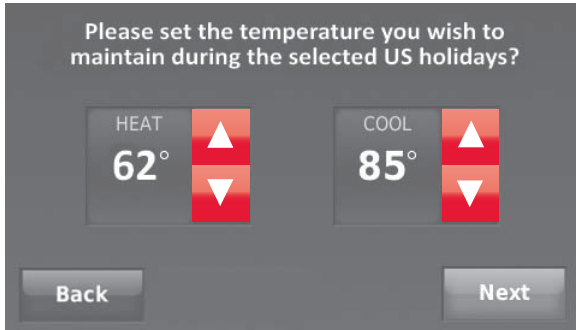 Please set the temperature you wish to
maintain during the selected US holidays?
HEAT
62°
COOL
85°
Back
Next